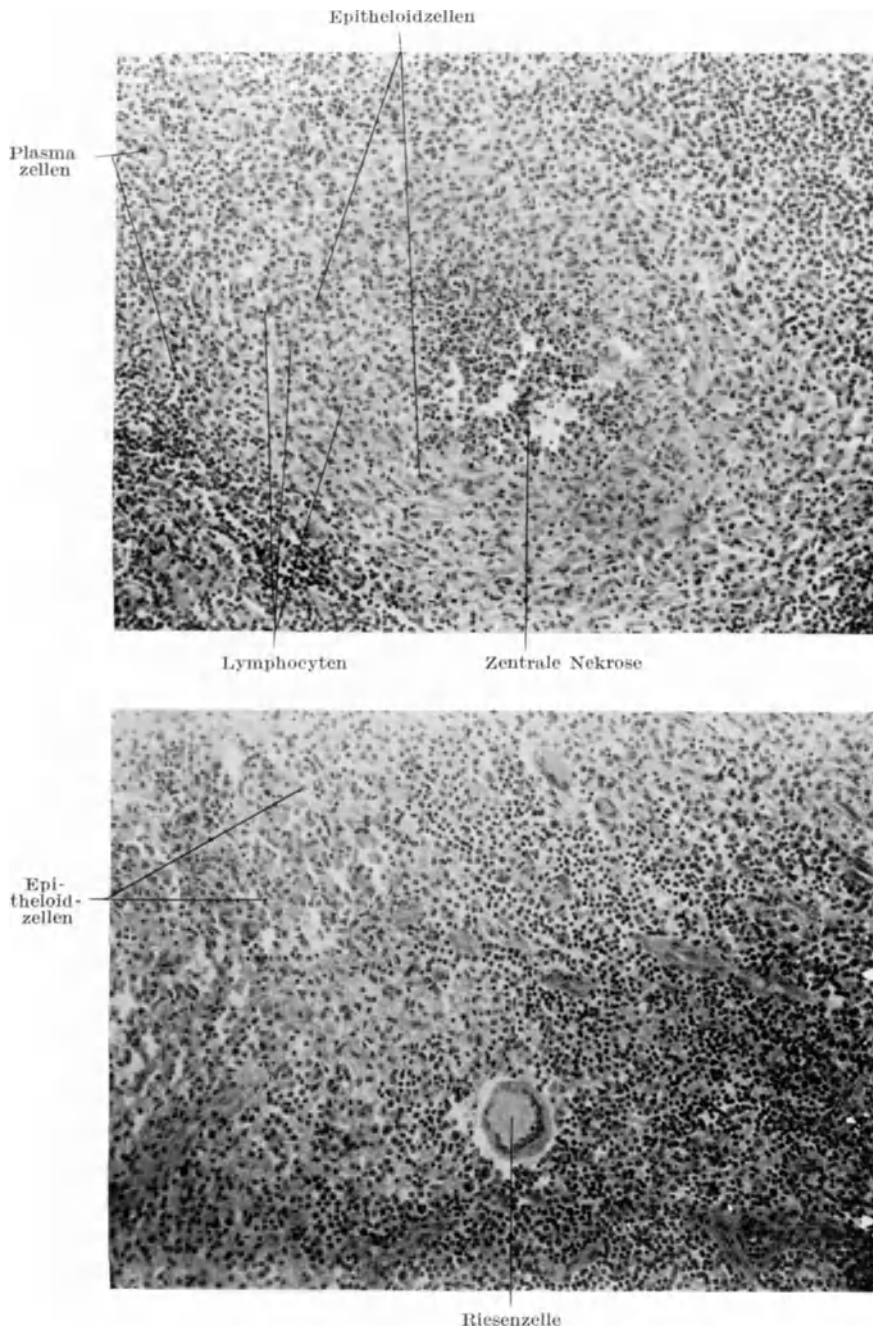 Epitheloidzellen
Plasma
zellen
Lymphocyten
Zentrale Nekrose
Epi-
theloid-
zellen
Riesenzelle